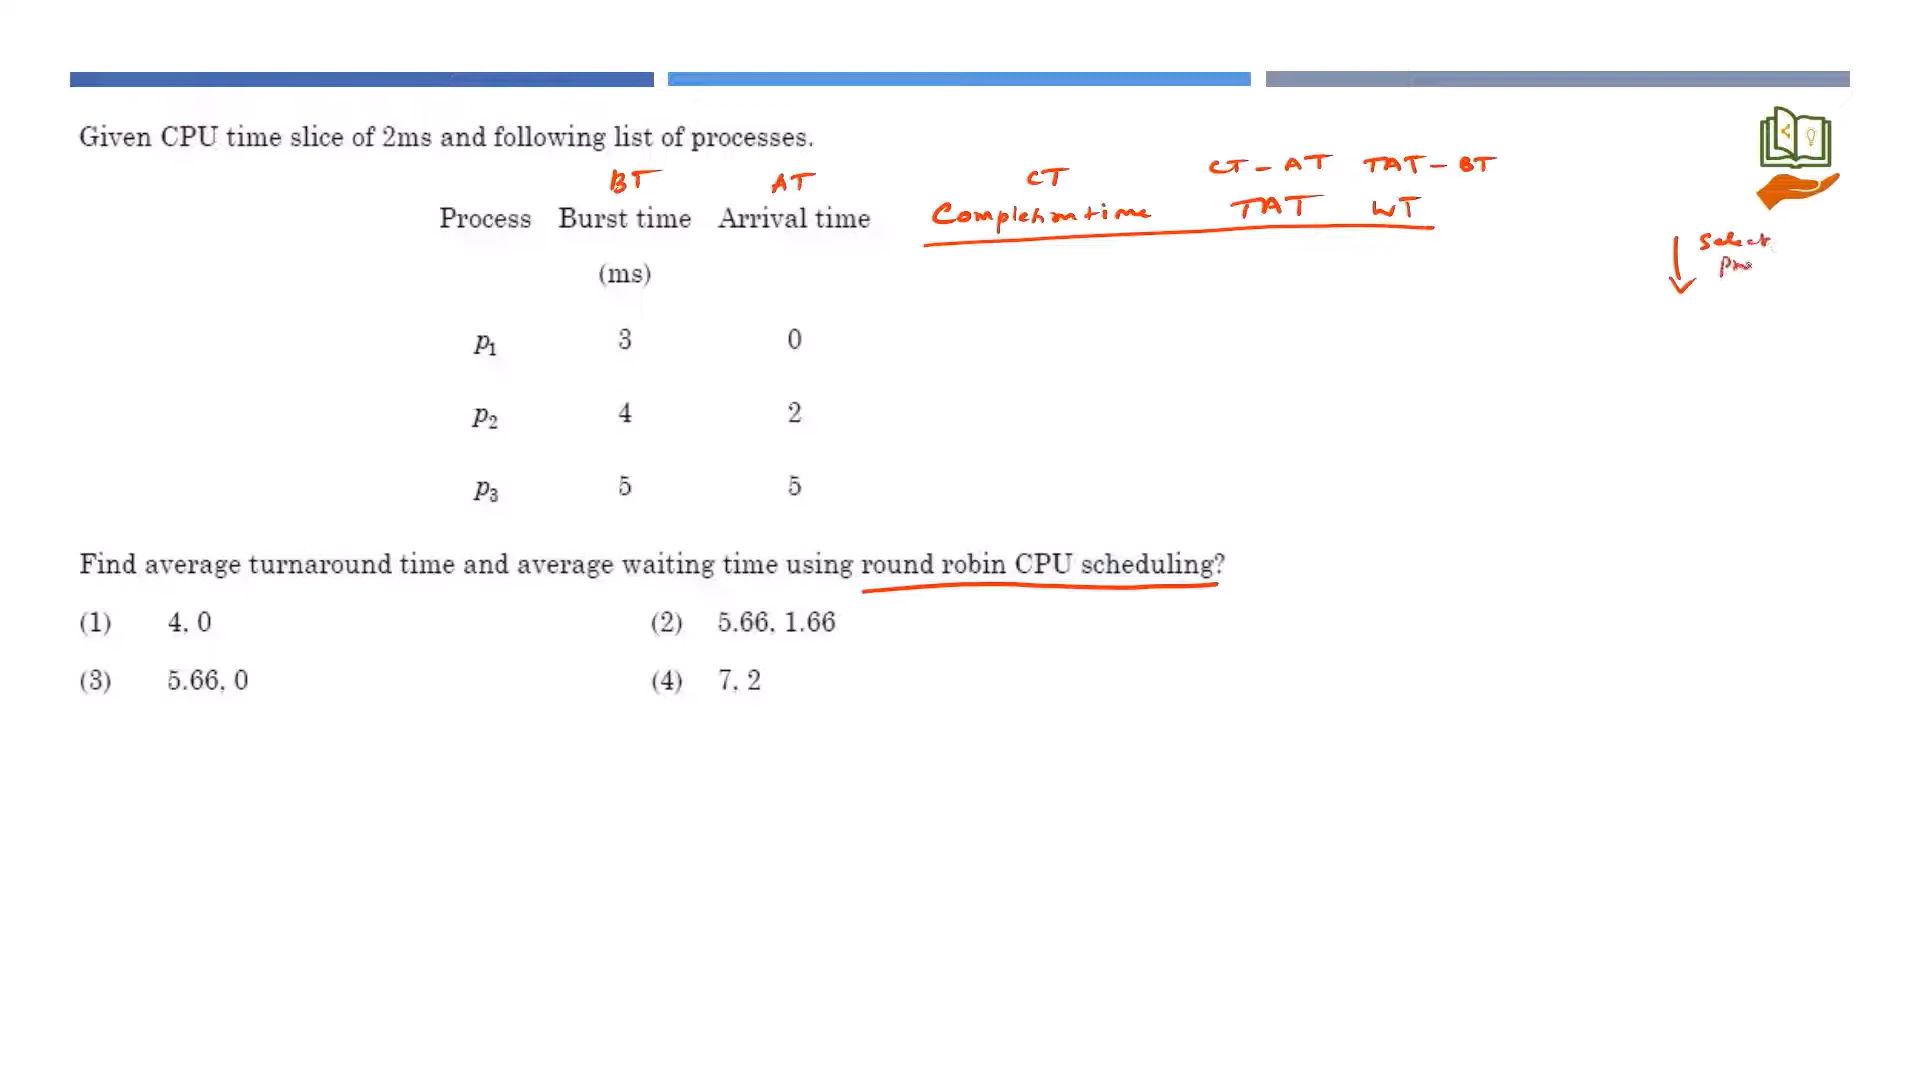 Given CPU time slice of 2ms and following list of processes.
BT AT CT CT - AT TAT - BT
Process Burst time Arrival time Completion time TAT WT
(ms)
select
p1 3 0
p2 4 2
p3 5 5
Find average turnaround time and average waiting time using round robin CPU scheduling?
(1) 4, 0 (2) 5.66, 1.66
(3) 5.66, 0 (4) 7, 2